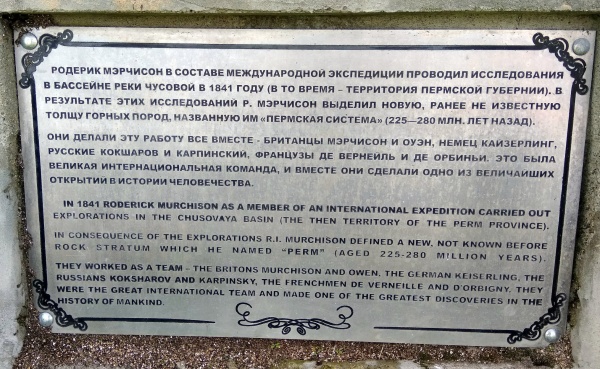 РОДЕРИК МЭРЧИСОН В СОСТАВЕ МЕЖДУНАРОДНОЙ ЭКСПЕДИЦИИ ПРОВОДИЛ ИССЛЕДОВАНИЯ
В БАССЕЙНЕ РЕКИ ЧУСОВОЙ В 1841 ГОДУ (В ТО ВРЕМЯ – ТЕРРИТОРИЯ ПЕРМСКОЙ ГУБЕРНИИ). В
РЕЗУЛЬТАТЕ ЭТИХ ИССЛЕДОВАНИЙ Р. МЭРЧИСОН ВЫДЕЛИЛ НОВУЮ, РАНЕЕ НЕ ИЗВЕСТНУЮ
ТОЛЩУ ГОРНЫХ ПОРОД, НАЗВАННУЮ ИМ «ПЕРМСКАЯ СИСТЕМА» (225—280 МЛН. ЛЕТ НАЗАД).
ОНИ ДЕЛАЛИ ЭТУ РАБОТУ ВСЕ ВМЕСТЕ - БРИТАНЦЫ МЭРЧИСОН И ОУЭН, НЕМЕЦ КАЙЗЕРЛИНГ,
РУССКИЕ КОКШАРОВ И КАРПИНСКИЙ, ФРАНЦУЗЫ ДЕ ВЕРНЕЙЛЬ И ДЕ ОРБИНЬИ. ЭТО БЫЛА
ВЕЛИКАЯ ИНТЕРНАЦИОНАЛЬНАЯ КОМАНДА, И ВМЕСТЕ ОНИ СДЕЛАЛИ ОДНО ИЗ ВЕЛИЧАЙШИХ
ОТКРЫТИЙ В ИСТОРИИ ЧЕЛОВЕЧЕСТВА.
IN 1841 RODERICK MURCHISON AS A MEMBER OF AN INTERNATIONAL EXPEDITION CARRIED OUT
EXPLORATIONS IN THE CHUSOVAYA BASIN (THE THEN TERRITORY OF THE PERM PROVINCE).
IN CONSEQUENCE OF THE EXPLORATIONS R.I. MURCHISON DEFINED A NEW, NOT KNOWN BEFORE
ROCK STRATUM WHICH HE NAMED "PERM" (AGED 225-280 MILLION YEARS).
THEY WORKED AS A TEAM - THE BRITONS MURCHISON AND OWEN, THE GERMAN KEISERLING, THE
RUSSIANS KOKSHAROV AND KARPINSKY, THE FRENCHMEN DE VERNEILLE AND D'ORBIGNY. THEY
WERE THE GREAT INTERNATIONAL TEAM AND MADE ONE OF THE GREATEST DISCOVERIES IN THE
HISTORY OF MANKIND.